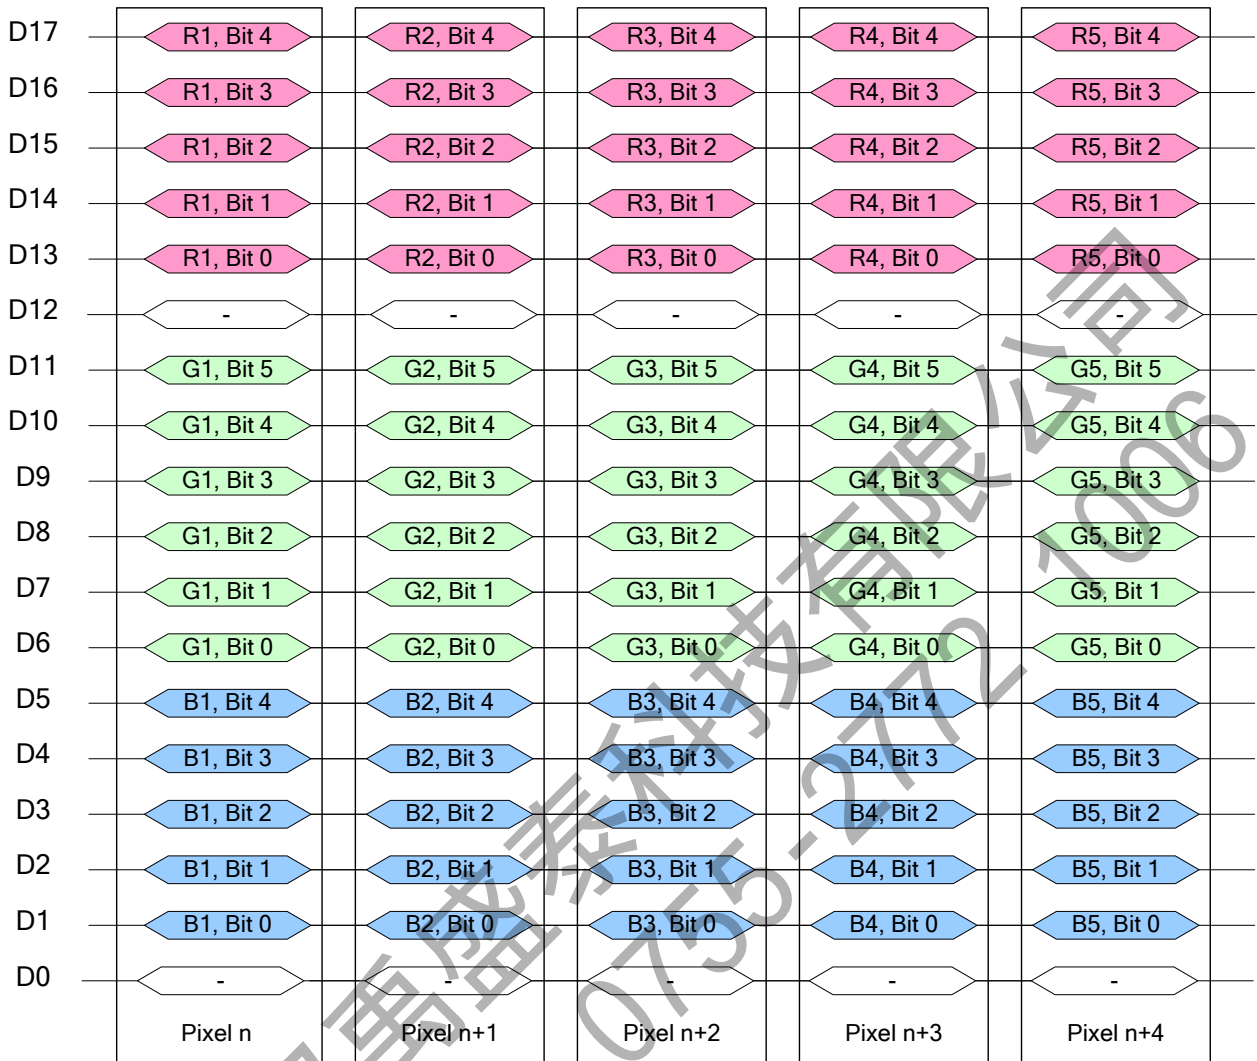 D17 R1, Bit 4 R2, Bit 4 R3, Bit 4 R4, Bit 4 R5, Bit 4
D16 R1, Bit 3 R2, Bit 3 R3, Bit 3 R4, Bit 3 R5, Bit 3
D15 R1, Bit 2 R2, Bit 2 R3, Bit 2 R4, Bit 2 R5, Bit 2
D14 R1, Bit 1 R2, Bit 1 R3, Bit 1 R4, Bit 1 R5, Bit 1
D13 R1, Bit 0 R2, Bit 0 R3, Bit 0 R4, Bit 0 R5, Bit 0
D12 - - - - -
D11 G1, Bit 5 G2, Bit 5 G3, Bit 5 G4, Bit 5 G5, Bit 5
D10 G1, Bit 4 G2, Bit 4 G3, Bit 4 G4, Bit 4 G5, Bit 4
D9 G1, Bit 3 G2, Bit 3 G3, Bit 3 G4, Bit 3 G5, Bit 3
D8 G1, Bit 2 G2, Bit 2 G3, Bit 2 G4, Bit 2 G5, Bit 2
D7 G1, Bit 1 G2, Bit 1 G3, Bit 1 G4, Bit 1 G5, Bit 1
D6 G1, Bit 0 G2, Bit 0 G3, Bit 0 G4, Bit 0 G5, Bit 0
D5 B1, Bit 4 B2, Bit 4 B3, Bit 4 B4, Bit 4 B5, Bit 4
D4 B1, Bit 3 B2, Bit 3 B3, Bit 3 B4, Bit 3 B5, Bit 3
D3 B1, Bit 2 B2, Bit 2 B3, Bit 2 B4, Bit 2 B5, Bit 2
D2 B1, Bit 1 B2, Bit 1 B3, Bit 1 B4, Bit 1 B5, Bit 1
D1 B1, Bit 0 B2, Bit 0 B3, Bit 0 B4, Bit 0 B5, Bit 0
D0 - - - - -
Pixel n Pixel n+1 Pixel n+2 Pixel n+3 Pixel n+4
禹盛泰科技有限公司
0755-2772 1006